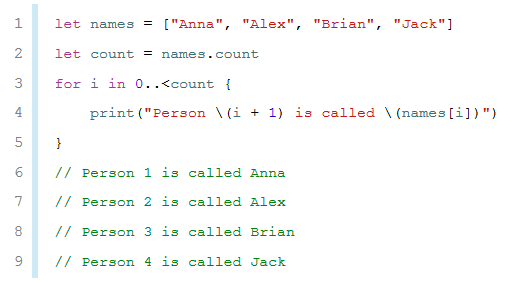 1 let names = ["Anna", "Alex", "Brian", "Jack"]
2 let count = names.count
3 for i in 0..<count {
4     print("Person \(i + 1) is called \(names[i])")
5 }
6 // Person 1 is called Anna
7 // Person 2 is called Alex
8 // Person 3 is called Brian
9 // Person 4 is called Jack